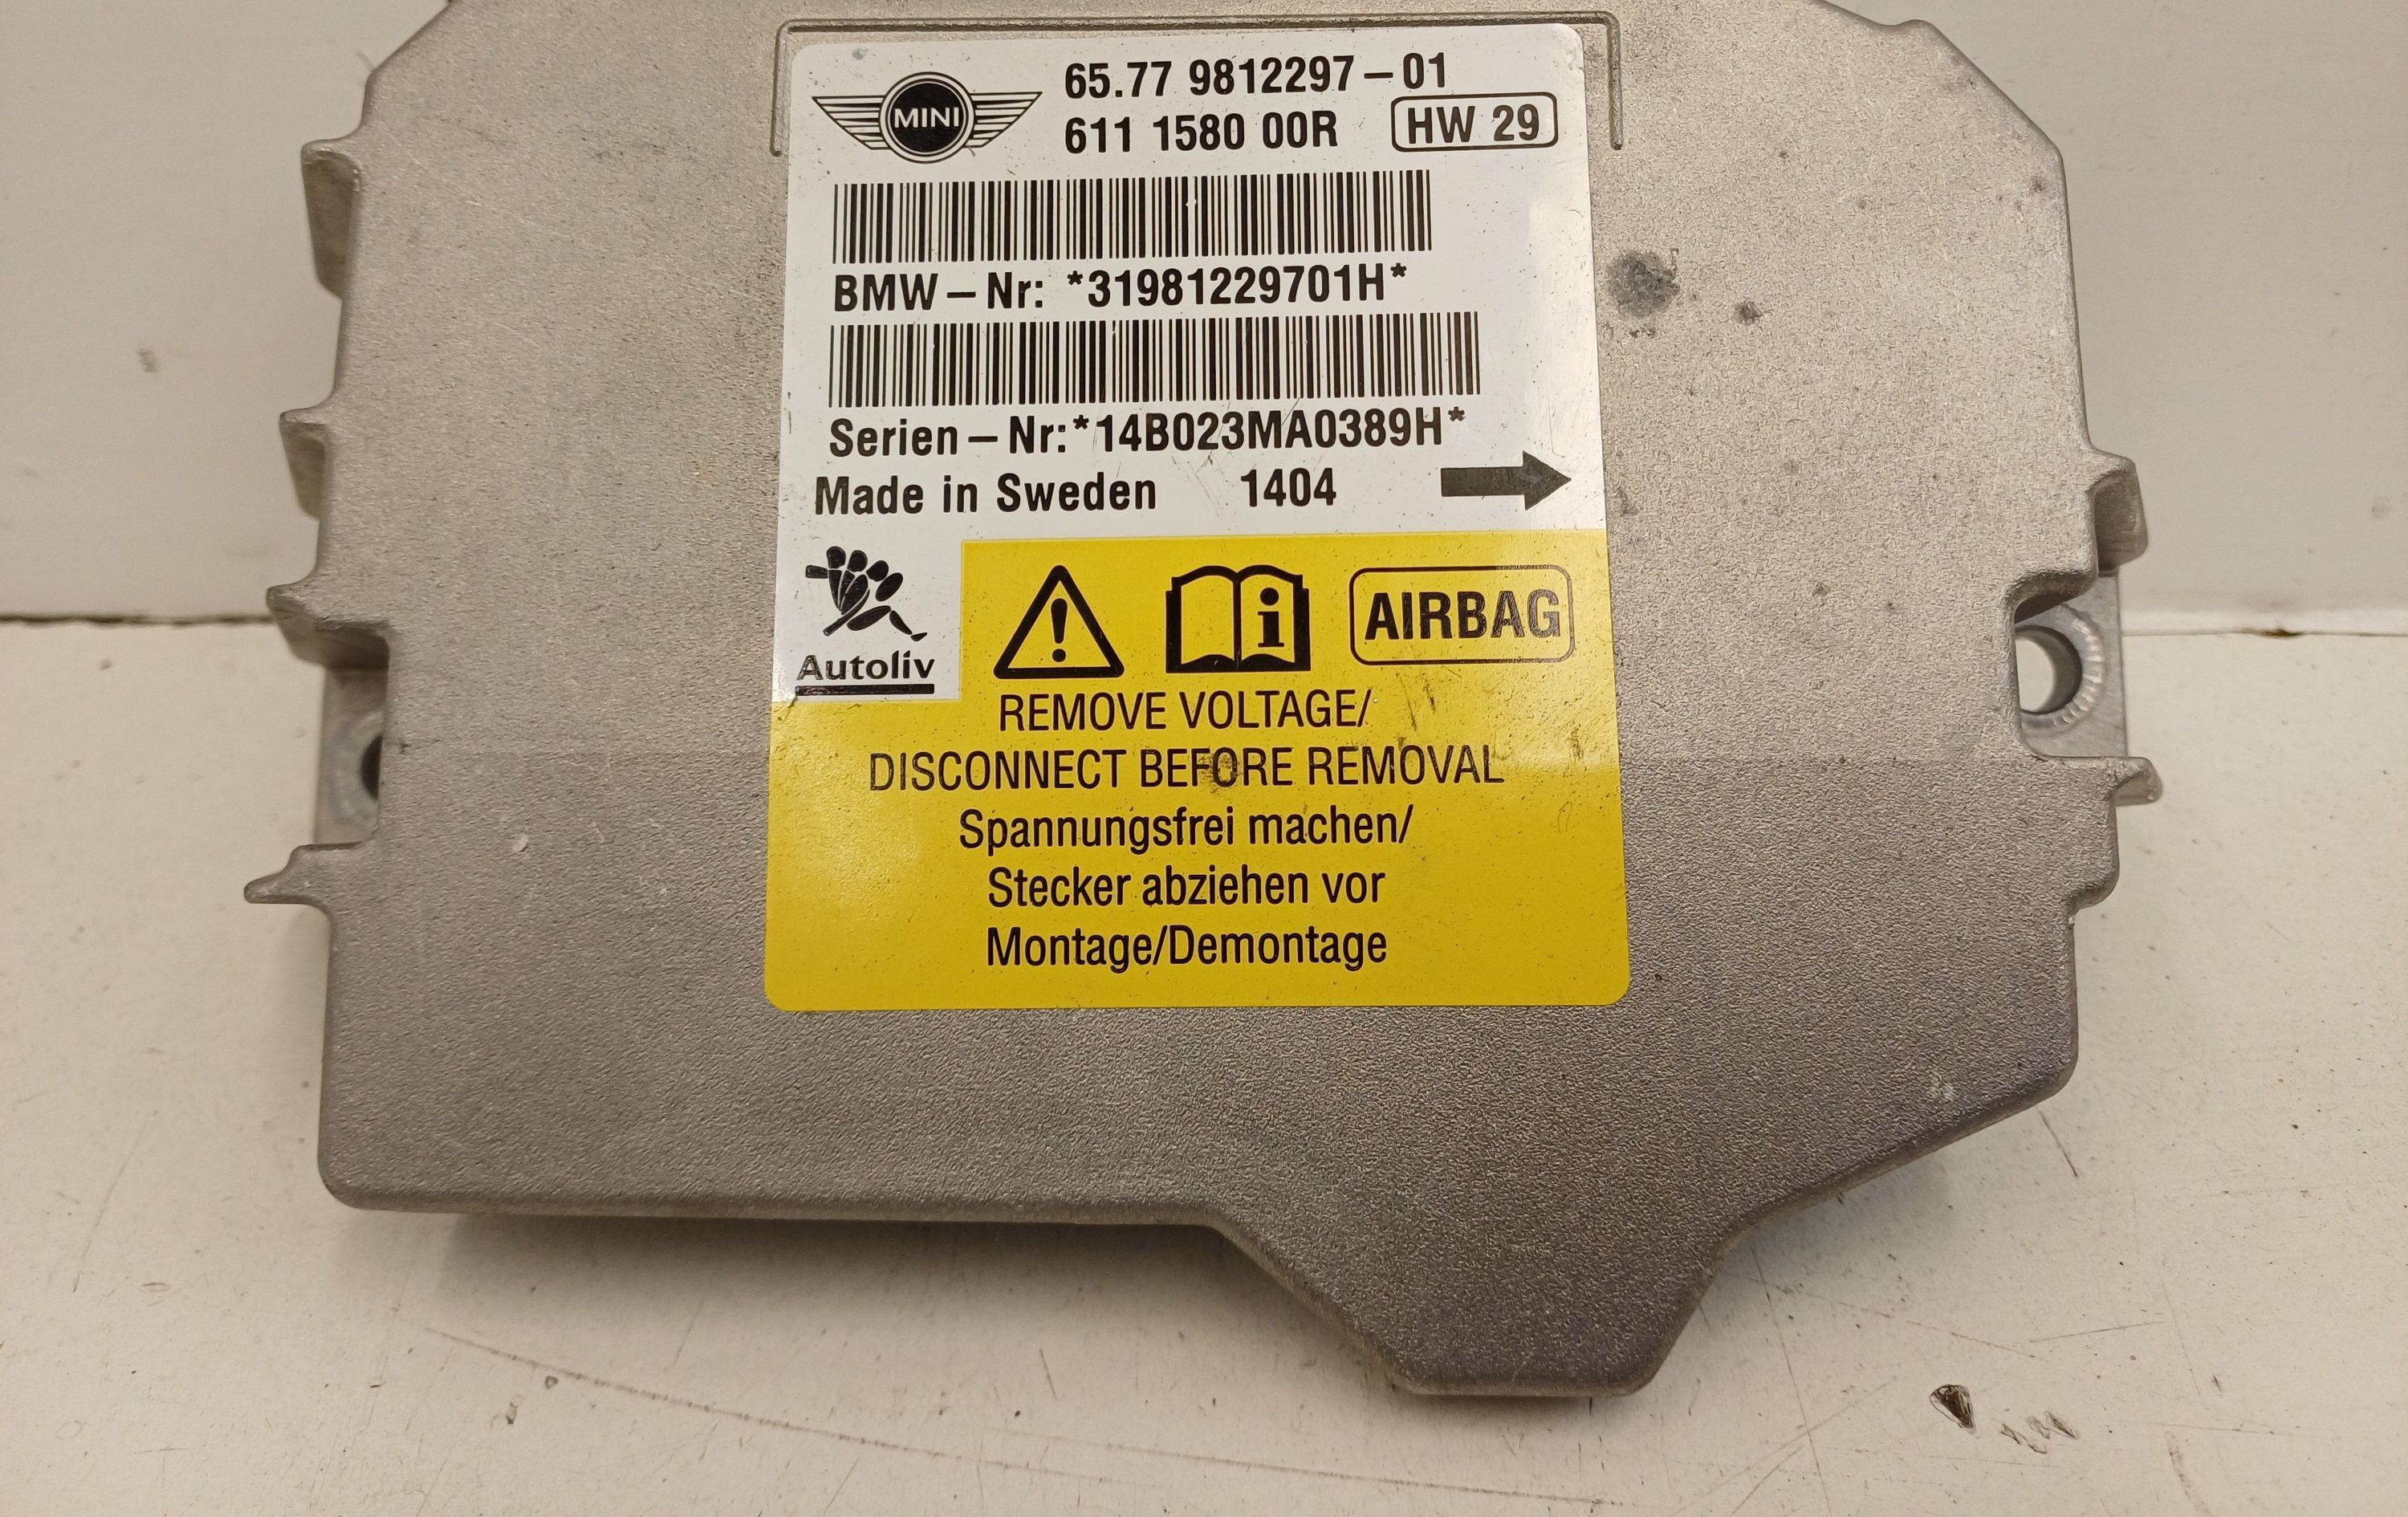 MINI
65.77 9812297-01
611 1580 00R HW 29
BMW-Nr: *31981229701H*
Serien-Nr:*14B023MA0389H*
Made in Sweden 1404
Autoliv
AIRBAG
REMOVE VOLTAGE/
DISCONNECT BEFORE REMOVAL
Spannungsfrei machen/
Stecker abziehen vor
Montage/Demontage